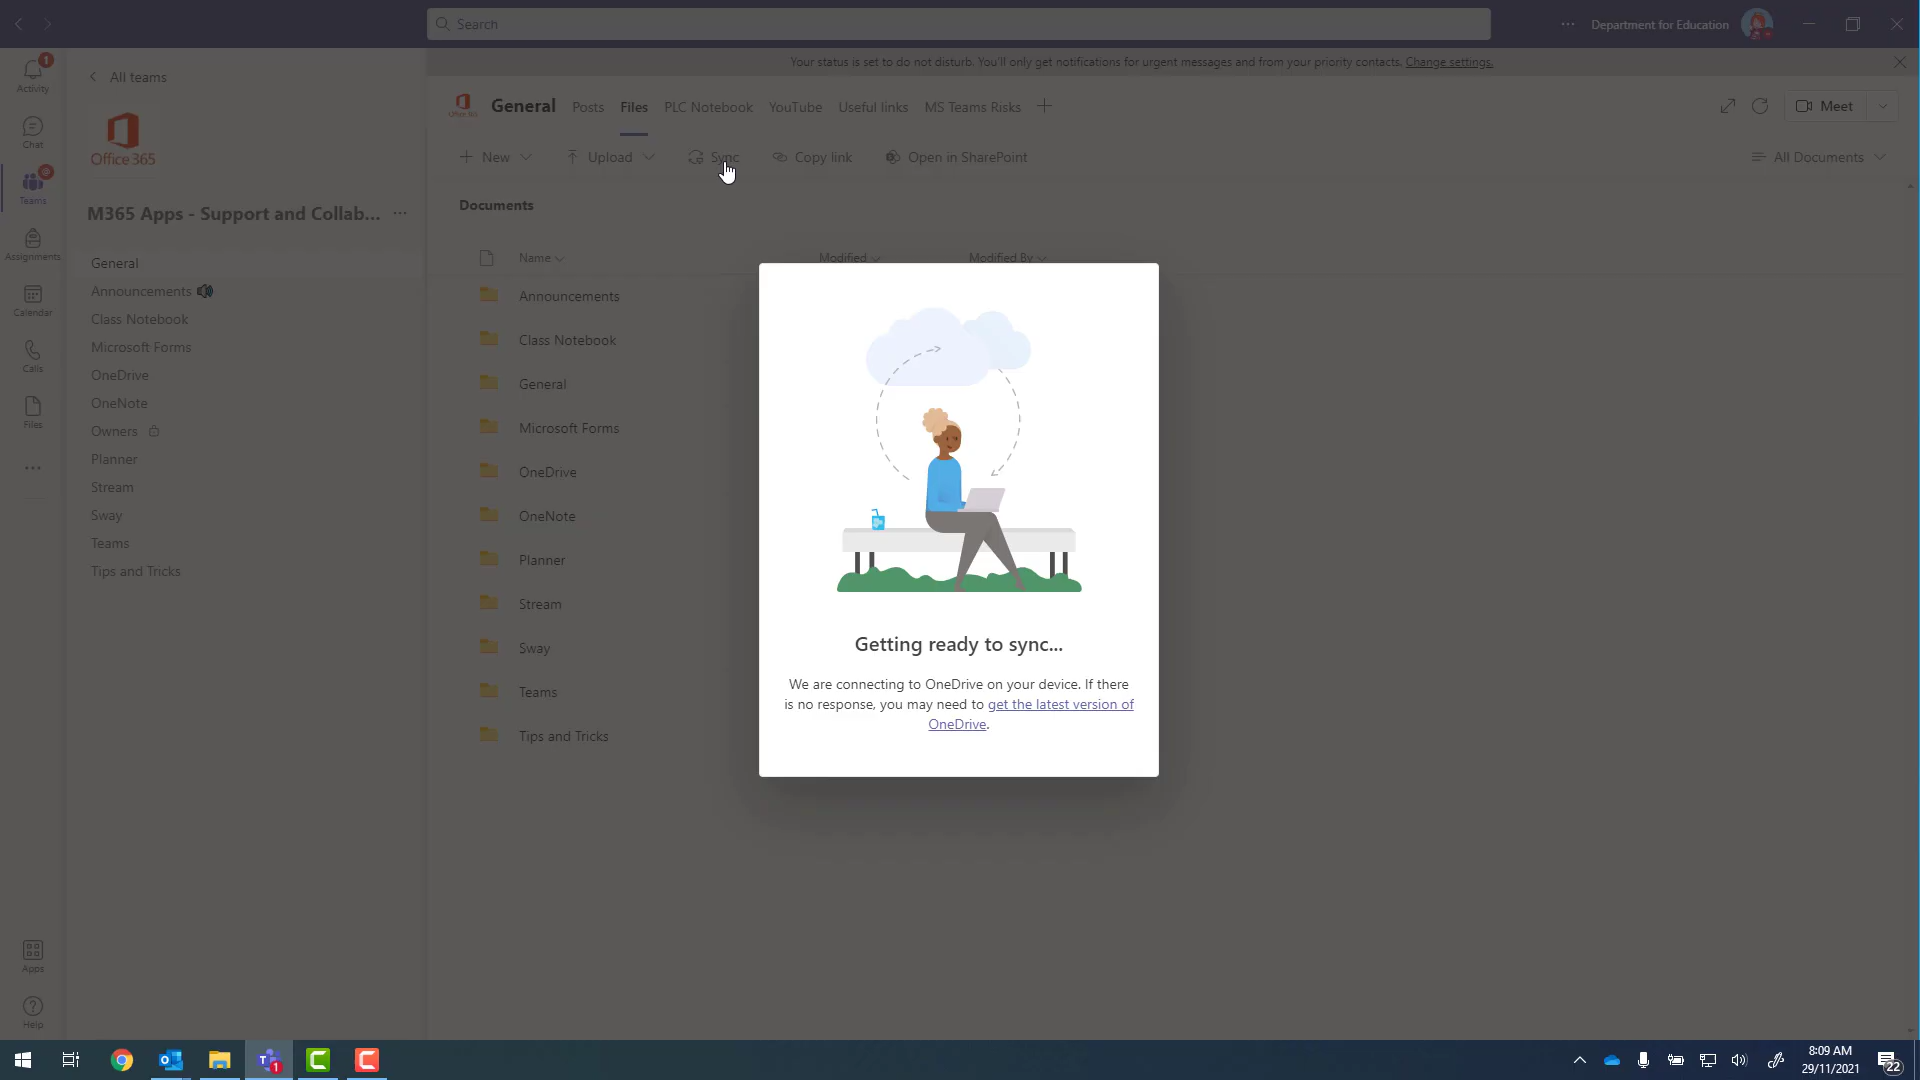 Search
Department for Education
Your status is set to do not disturb. You'll only get notifications for urgent messages and from your priority contacts. Change settings.
1
Activity
Chat
@
Teams
Assignments
Calendar
Calls
Files
Apps
Help
All teams
Office 365
M365 Apps - Support and Collab...
General
Announcements
Class Notebook
Microsoft Forms
OneDrive
OneNote
Owners
Planner
Stream
Sway
Teams
Tips and Tricks
Office 365
General Posts Files PLC Notebook YouTube Useful links MS Teams Risks
Meet
New Upload Sync Copy link Open in SharePoint All Documents
Documents
Name Modified Modified By
Announcements
Class Notebook
General
Microsoft Forms
OneDrive
OneNote
Planner
Stream
Sway
Teams
Tips and Tricks
Getting ready to sync...
We are connecting to OneDrive on your device. If there
is no response, you may need to get the latest version of
OneDrive.
1
8:09 AM
29/11/2021
22